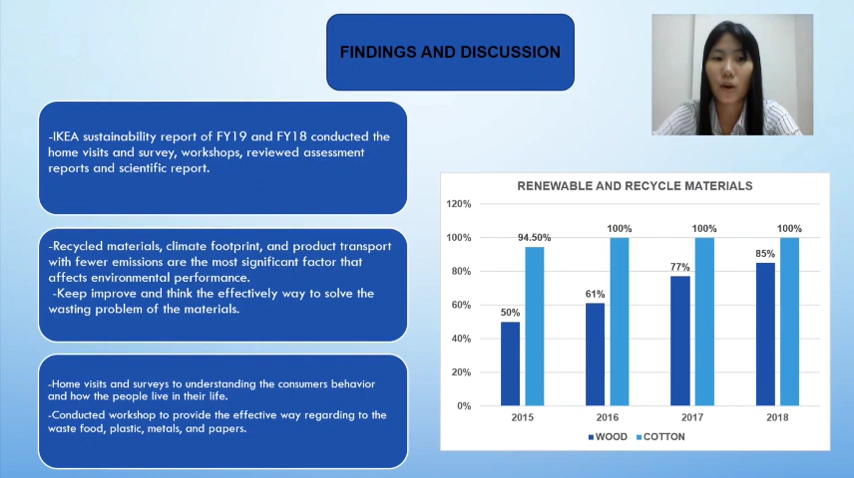 FINDINGS AND DISCUSSION
-IKEA sustainability report of FY19 and FY18 conducted the
home visits and survey, workshops, reviewed assessment
reports and scientific report.
-Recycled materials, climate footprint, and product transport
with fewer emissions are the most significant factor that
affects environmental performance.
-Keep improve and think the effectively way to solve the
wasting problem of the materials.
-Home visits and surveys to understanding the consumers behavior
and how the people live in their life.
-Conducted workshop to provide the effective way regarding to the
waste food, plastic, metals, and papers.
RENEWABLE AND RECYCLE MATERIALS
120%
100%
80%
60%
40%
20%
0%
50%
94.50%
61%
100%
77%
100%
85%
100%
2015 2016 2017 2018
WOOD COTTON